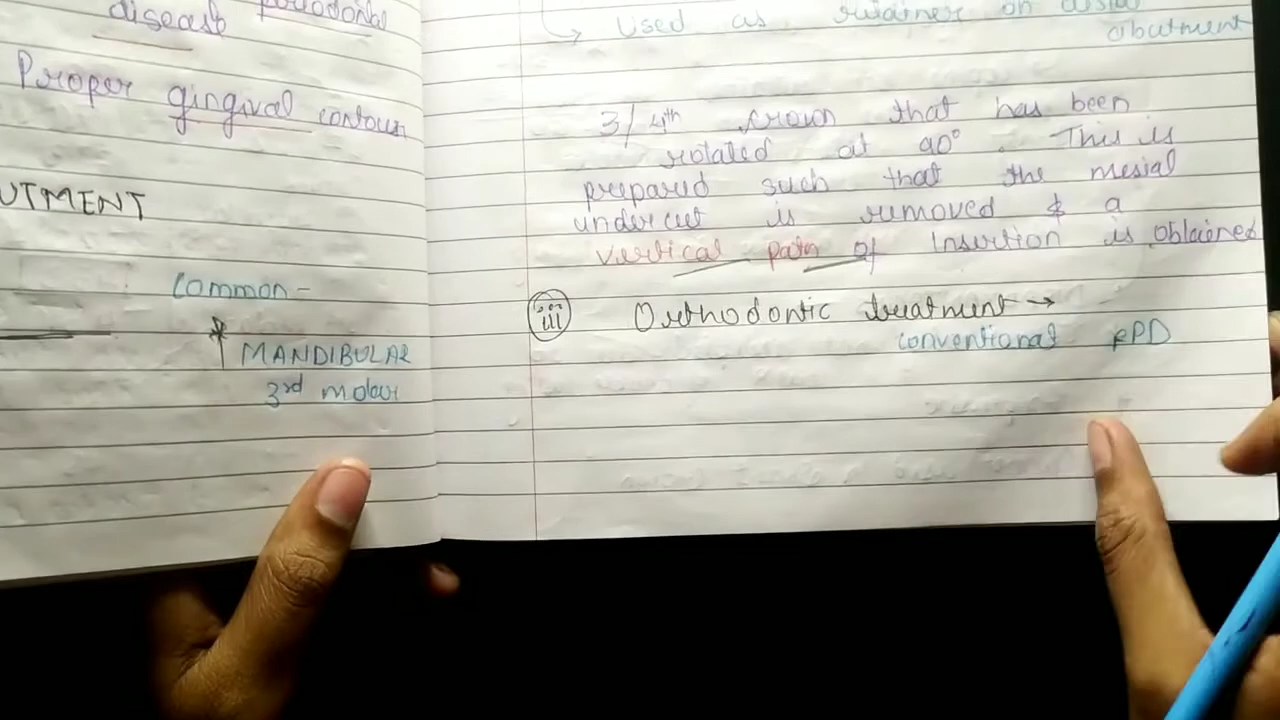 disease periodontal
Proper gingival contour
UTMENT
Common -
MANDIBULAR
3rd molar
Used as retainer on distal
abutment
3/4th crown that has been
rotated at 90°. This is
prepared such that the mesial
undercut is removed & a
vertical path of Insertion is obtained
iii Orthodontic treatment →
conventional RPD